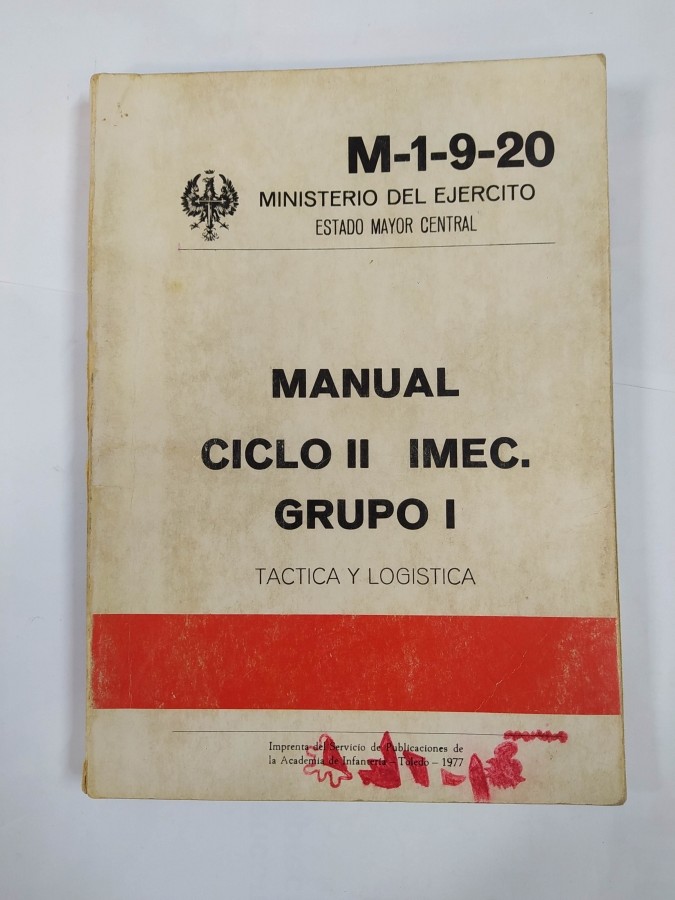 M-1-9-20
MINISTERIO DEL EJERCITO
ESTADO MAYOR CENTRAL
MANUAL
CICLO II IMEC.
GRUPO I
TACTICA Y LOGISTICA
Imprenta del Servicio de Publicaciones de
la Academia de Infantería - Toledo - 1977